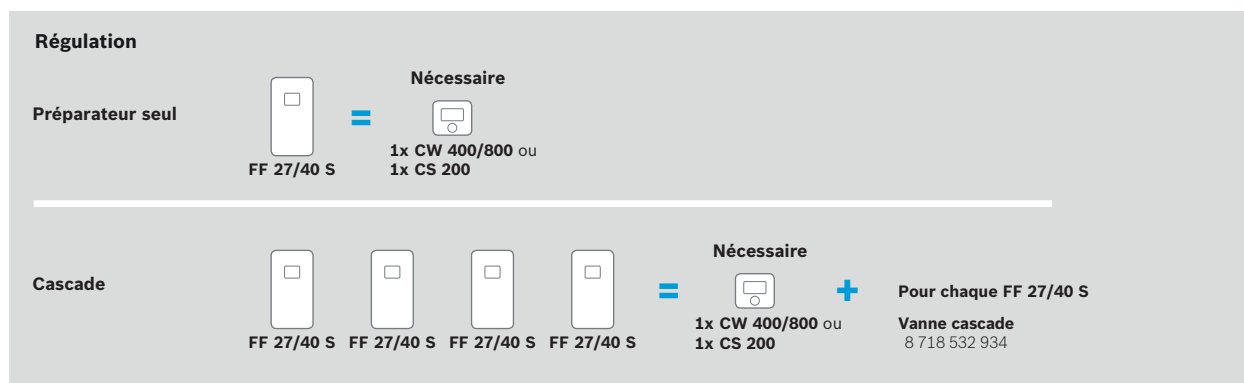 Régulation
Nécessaire
Préparateur seul
FF 27/40 S
1x CW 400/800 ou
1x CS 200
Nécessaire
Cascade
FF 27/40 S FF 27/40 S FF 27/40 S FF 27/40 S
=
1x CW 400/800 ou
1x CS 200
+
Pour chaque FF 27/40 S
Vanne cascade
8 718 532 934